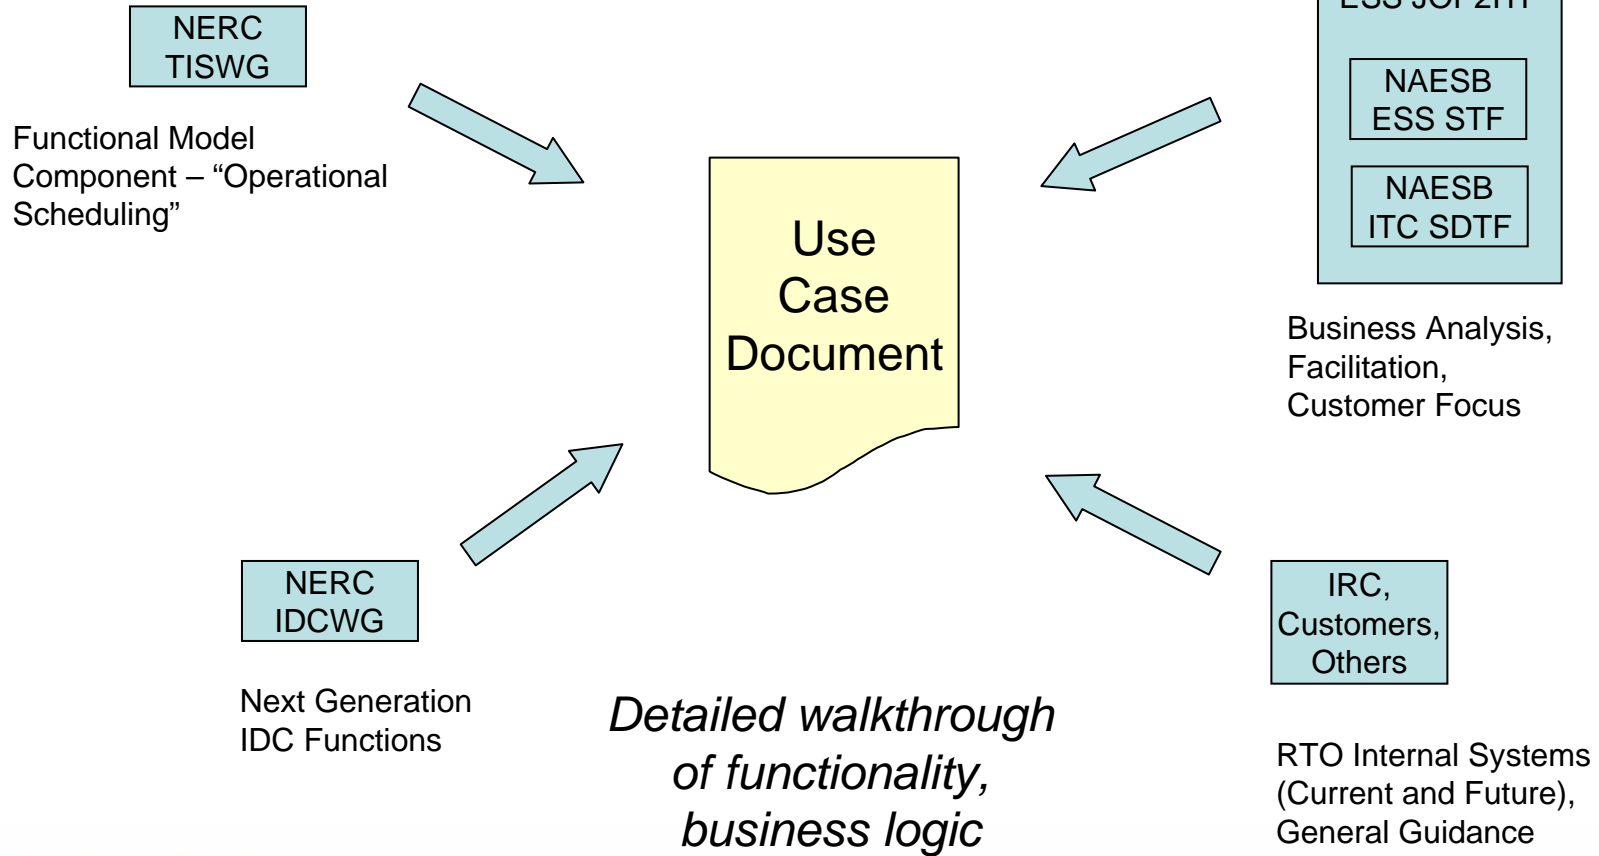 NERC
TISWG
Functional Model
Component – “Operational
Scheduling”
ESS
NAESB
ESS STF
NAESB
ITC SDTF
Business Analysis,
Facilitation,
Customer Focus
Use
Case
Document
NERC
IDCWG
Next Generation
IDC Functions
IRC,
Customers,
Others
RTO Internal Systems
(Current and Future),
General Guidance
Detailed walkthrough
of functionality,
business logic